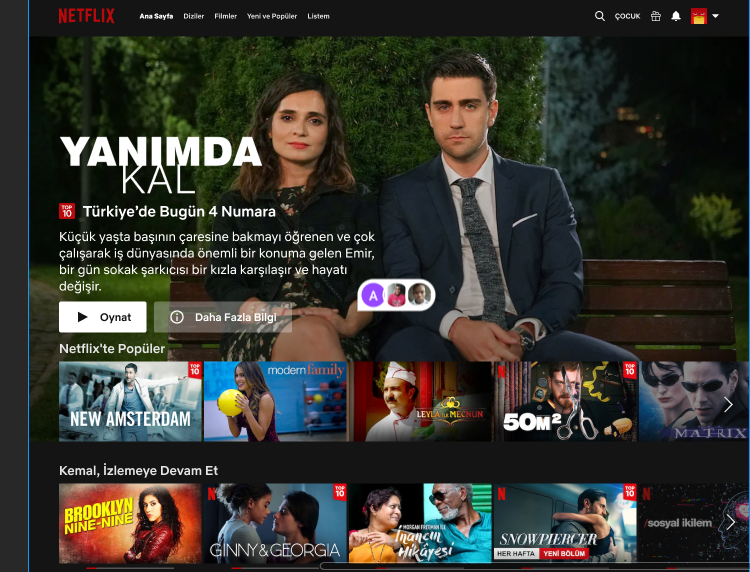 NETFLIX
Ana Sayfa
Diziler
Filmler
Yeni ve Popüler
Listem
ÇOCUK
YANIMDA
KAL
TOP
10
Türkiye'de Bugün 4 Numara
Küçük yaşta başının çaresine bakmayı öğrenen ve çok
çalışarak iş dünyasında önemli bir konuma gelen Emir,
bir gün sokak şarkıcısı bir kızla karşılaşır ve hayatı
değişir.
A
Oynat
Daha Fazla Bilgi
Netflix'te Popüler
TOP
10
NEW AMSTERDAM
modern family
LEYLA ile MECNUN
N
TOP
10
50M²
MATRIX
Kemal, İzlemeye Devam Et
BROOKLYN
NINE-NINE
N
TOP
10
GINNY&GEORGIA
MORGAN FREEMAN İLE
İnancın
Hikâyesi
N
TOP
10
SNOWPIERCER
HER HAFTA
YENİ BÖLÜM
N
sosyal ikilem